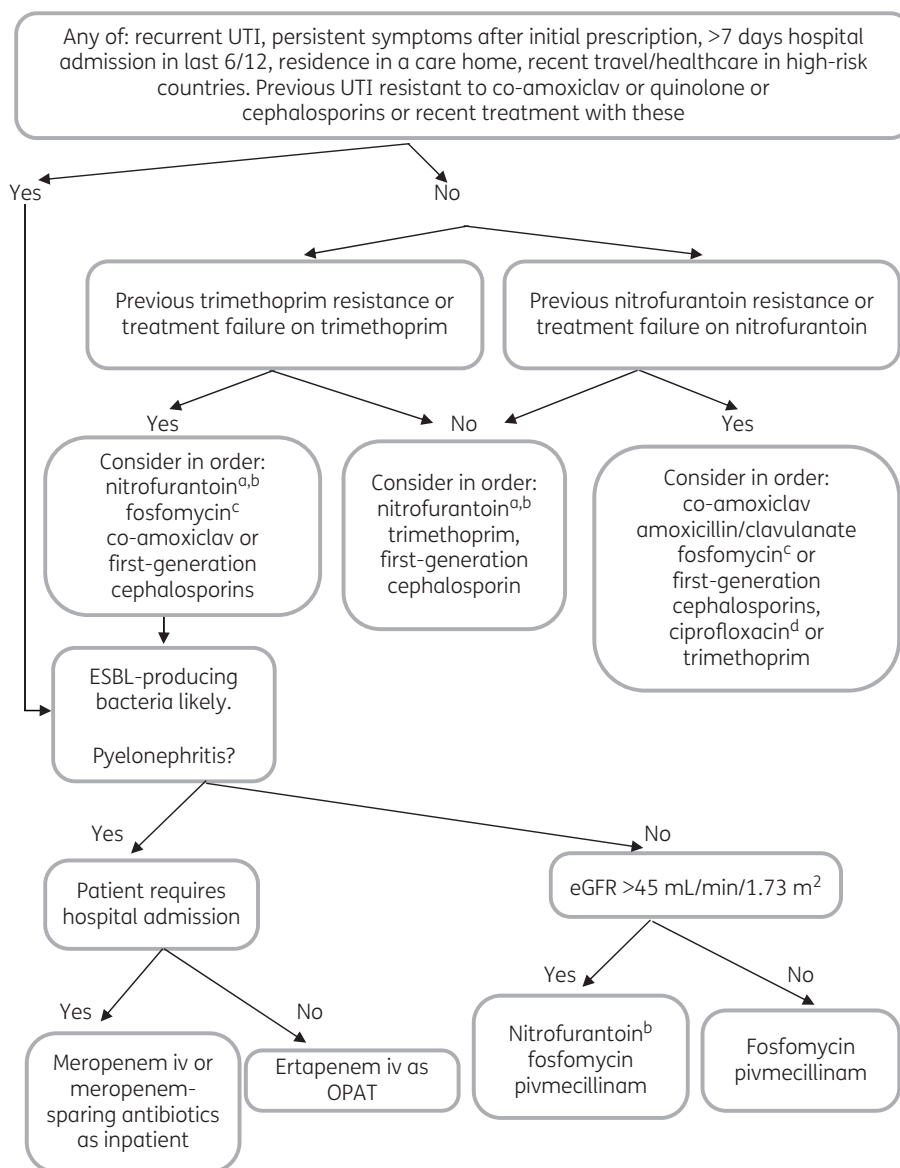 Any of: recurrent UTI, persistent symptoms after initial prescription, >7 days hospital
admission in last 6/12, residence in a care home, recent travel/healthcare in high-risk
countries. Previous UTI resistant to co-amoxiclav or quinolone or
cephalosporins or recent treatment with these
Yes
No
Previous trimethoprim resistance or
treatment failure on trimethoprim
Previous nitrofurantoin resistance or
treatment failure on nitrofurantoin
Yes
No
Yes
Consider in order:
nitrofurantoinᵃ,ᵇ
fosfomycinᶜ
co-amoxiclav or
first-generation
cephalosporins
Consider in order:
nitrofurantoinᵃ,ᵇ
trimethoprim,
first-generation
cephalosporin
Consider in order:
co-amoxiclav
amoxicillin/clavulanate
fosfomycinᶜ or
first-generation
cephalosporins,
ciprofloxacinᵈ or
trimethoprim
ESBL-producing
bacteria likely.
Pyelonephritis?
Yes
No
Patient requires
hospital admission
eGFR >45 mL/min/1.73 m²
Yes
No
Yes
No
Meropenem iv or
meropenem-
sparing antibiotics
as inpatient
Ertapenem iv as
OPAT
Nitrofurantoinᵇ
fosfomycin
pivmecillinam
Fosfomycin
pivmecillinam